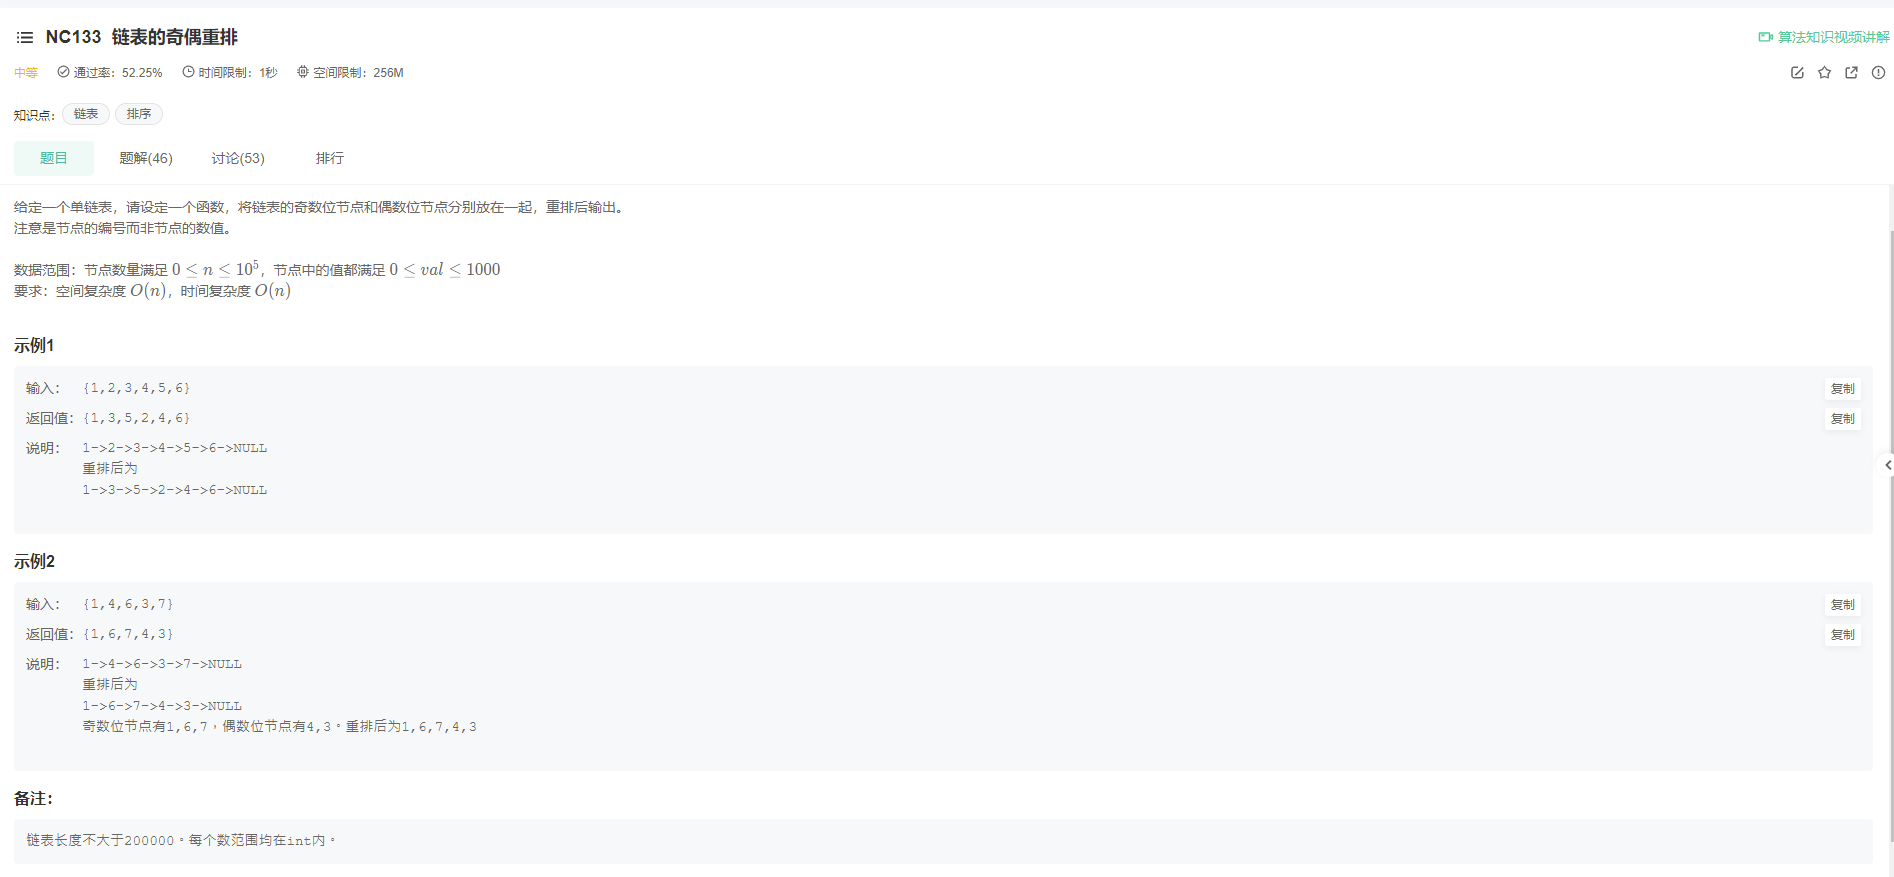 NC133 链表的奇偶重排
算法知识视频讲解
中等 通过率：52.25% 时间限制：1秒 空间限制：256M
知识点： 链表 排序
题目 题解(46) 讨论(53) 排行
给定一个单链表，请设定一个函数，将链表的奇数位节点和偶数位节点分别放在一起，重排后输出。
注意是节点的编号而非节点的数值。
数据范围：节点数量满足 0 ≤ n ≤ 10⁵，节点中的值都满足 0 ≤ val ≤ 1000
要求：空间复杂度 O(n)，时间复杂度 O(n)
示例1
输入： {1,2,3,4,5,6} 复制
返回值：{1,3,5,2,4,6} 复制
说明： 1->2->3->4->5->6->NULL
重排后为
1->3->5->2->4->6->NULL
示例2
输入： {1,4,6,3,7} 复制
返回值：{1,6,7,4,3} 复制
说明： 1->4->6->3->7->NULL
重排后为
1->6->7->4->3->NULL
奇数位节点有1,6,7，偶数位节点有4,3。重排后为1,6,7,4,3
备注：
链表长度不大于200000。每个数范围均在int内。